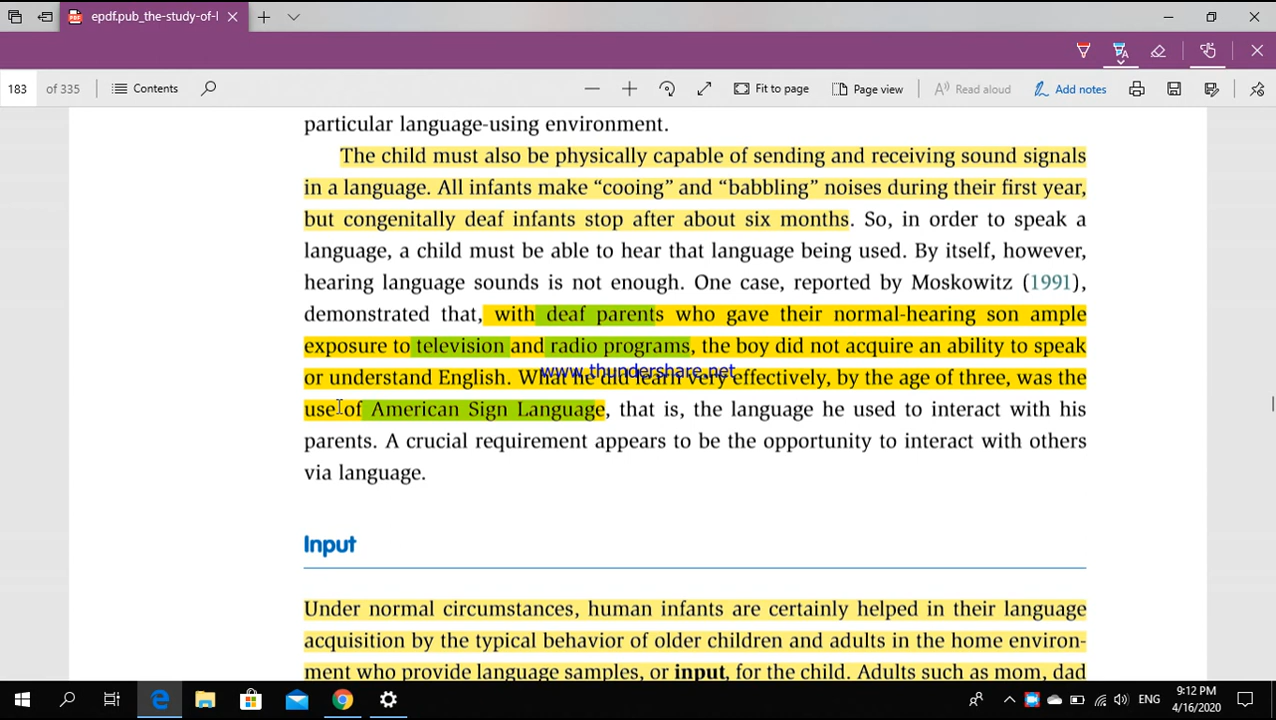 epdf.pub_the-study-of-l
183 of 335 Contents Fit to page Page view Read aloud Add notes
particular language-using environment.
The child must also be physically capable of sending and receiving sound signals
in a language. All infants make “cooing” and “babbling” noises during their first year,
but congenitally deaf infants stop after about six months. So, in order to speak a
language, a child must be able to hear that language being used. By itself, however,
hearing language sounds is not enough. One case, reported by Moskowitz (1991),
demonstrated that, with deaf parents who gave their normal-hearing son ample
exposure to television and radio programs, the boy did not acquire an ability to speak
www.thundershare.net
or understand English. What he did learn very effectively, by the age of three, was the
use of American Sign Language, that is, the language he used to interact with his
parents. A crucial requirement appears to be the opportunity to interact with others
via language.
Input
Under normal circumstances, human infants are certainly helped in their language
acquisition by the typical behavior of older children and adults in the home environ-
ment who provide language samples, or input, for the child. Adults such as mom, dad
ENG 9:12 PM
4/16/2020